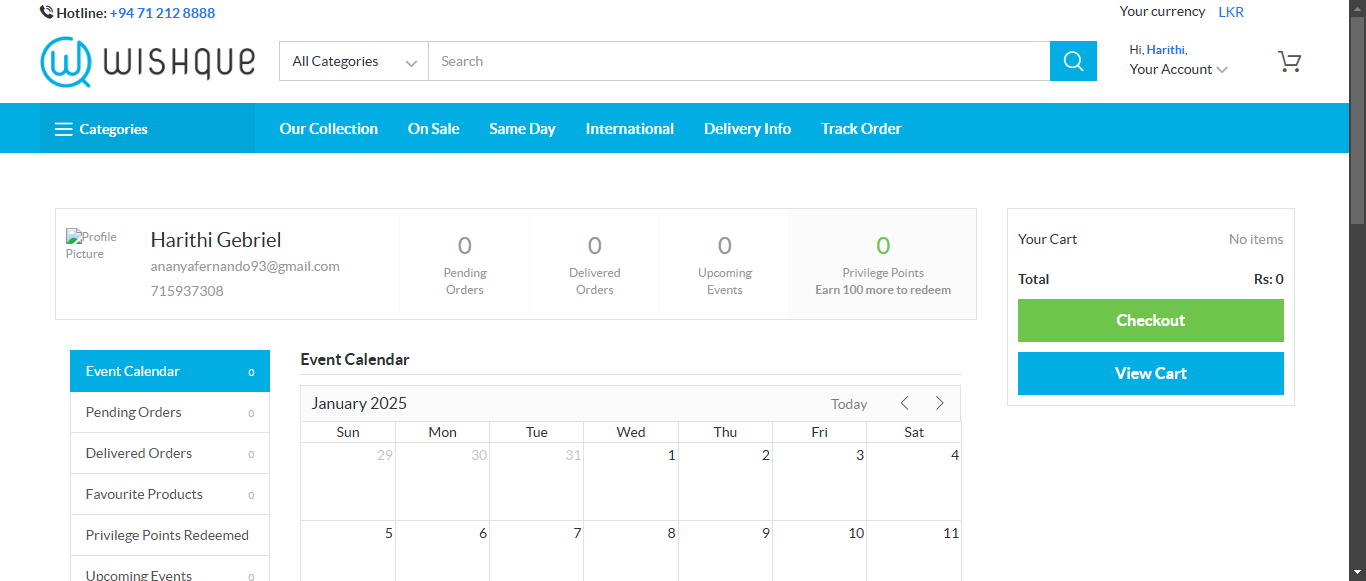 Hotline: +94 71 212 8888
Your currency LKR
WISHQUE
All Categories
Search
Hi, Harithi,
Your Account
Categories
Our Collection
On Sale
Same Day
International
Delivery Info
Track Order
Profile
Picture
Harithi Gebriel
ananyafernando93@gmail.com
715937308
0
Pending
Orders
0
Delivered
Orders
0
Upcoming
Events
0
Privilege Points
Earn 100 more to redeem
Your Cart No items
Total Rs: 0
Checkout
View Cart
Event Calendar 0
Pending Orders 0
Delivered Orders 0
Favourite Products 0
Privilege Points Redeemed
Upcoming Events 0
Event Calendar
January 2025 Today
Sun Mon Tue Wed Thu Fri Sat
29 30 31 1 2 3 4
5 6 7 8 9 10 11